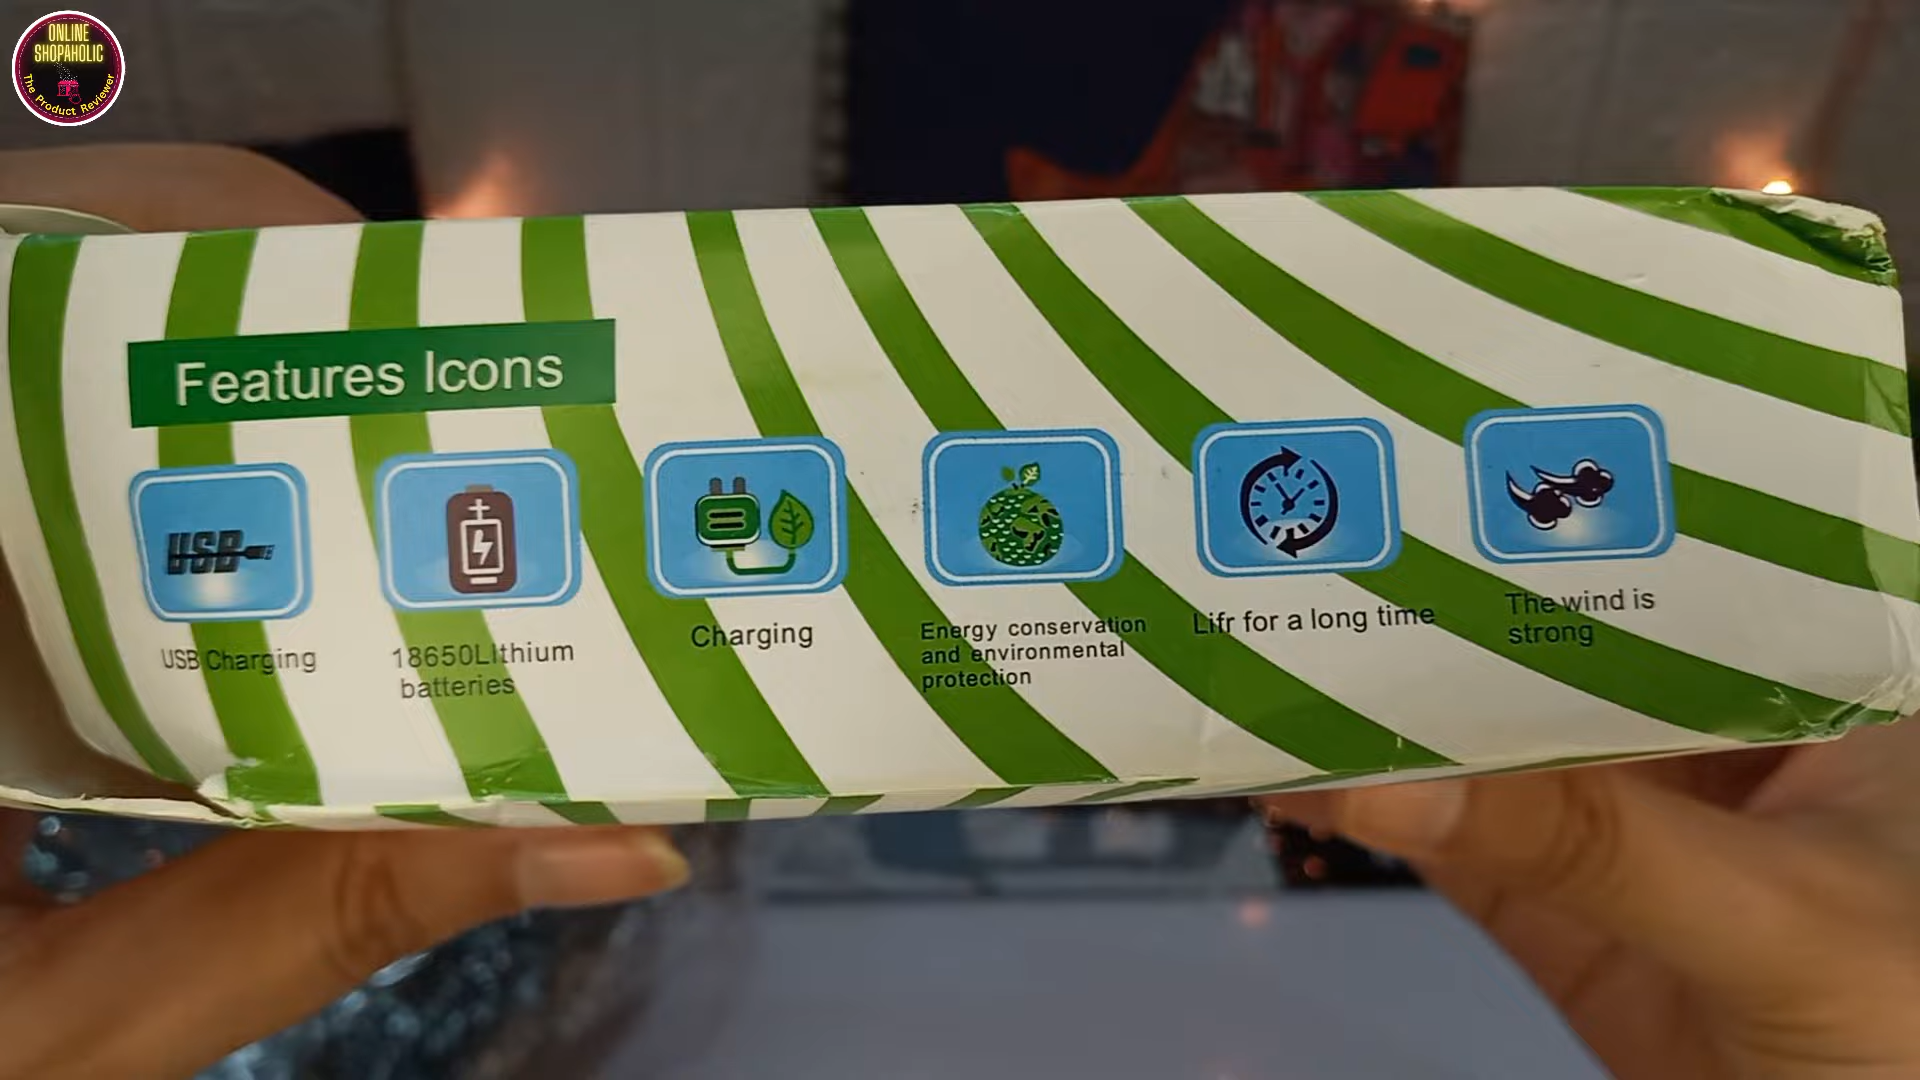 ONLINE
SHOPAHOLIC
The Product Reviewer
Features Icons
USB
USB Charging
18650LIthium
batteries
Charging
Energy conservation
and environmental
protection
Lifr for a long time
The wind is
strong